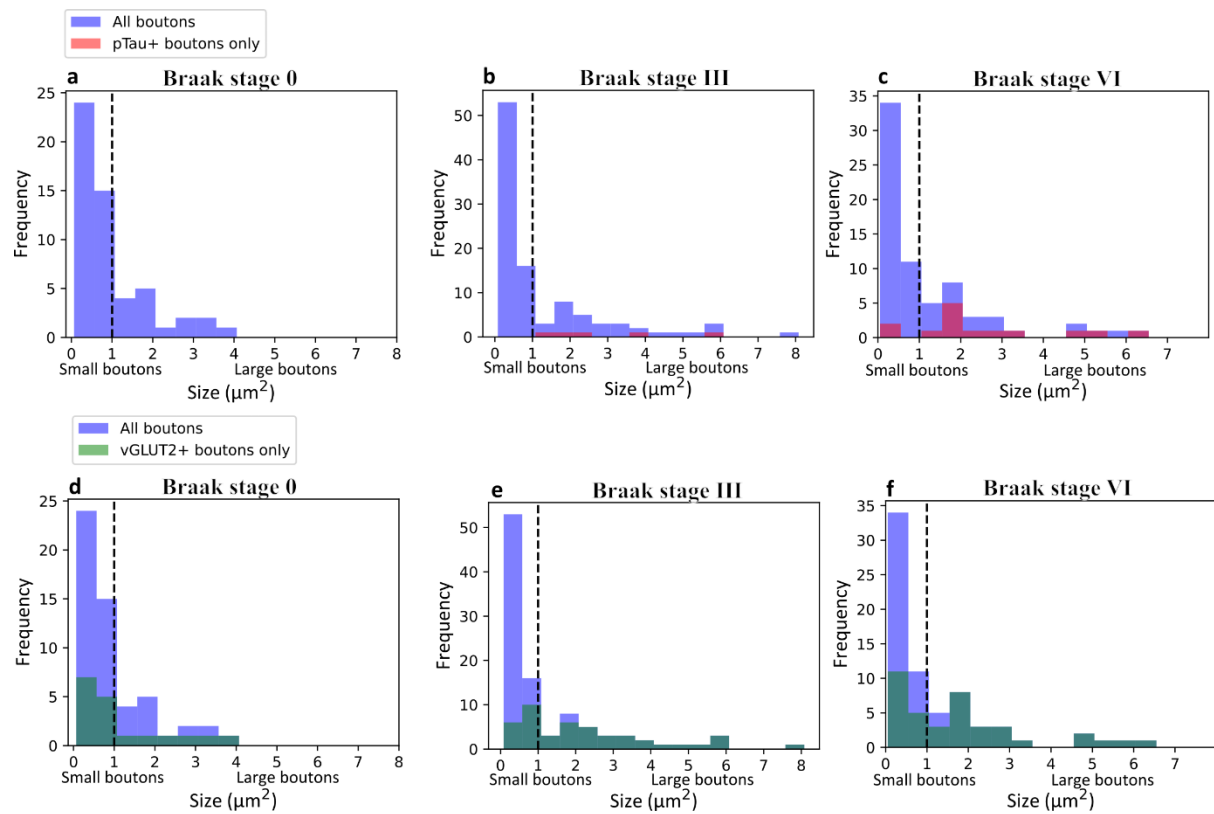 All boutons
pTau+ boutons only
a Braak stage 0
25
20
15
10
5
0
Frequency
0 1 2 3 4 5 6 7 8
Small boutons Large boutons
Size (µm²)
b Braak stage III
50
40
30
20
10
0
Frequency
0 1 2 3 4 5 6 7 8
Small boutons Large boutons
Size (µm²)
c Braak stage VI
35
30
25
20
15
10
5
0
Frequency
0 1 2 3 4 5 6 7
Small boutons Large boutons
Size (µm²)
All boutons
vGLUT2+ boutons only
d Braak stage 0
25
20
15
10
5
0
Frequency
0 1 2 3 4 5 6 7 8
Small boutons Large boutons
Size (µm²)
e Braak stage III
50
40
30
20
10
0
Frequency
0 1 2 3 4 5 6 7 8
Small boutons Large boutons
Size (µm²)
f Braak stage VI
35
30
25
20
15
10
5
0
Frequency
0 1 2 3 4 5 6 7
Small boutons Large boutons
Size (µm²)